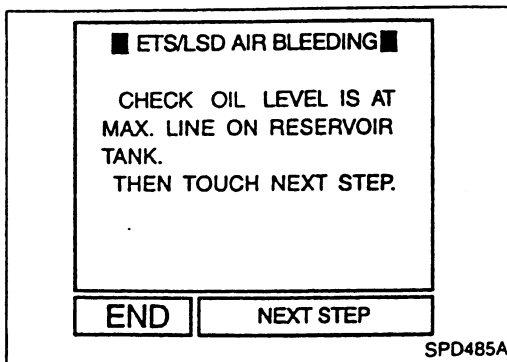 ■ ETS/LSD AIR BLEEDING■
CHECK OIL LEVEL IS AT
MAX. LINE ON RESERVOIR
TANK.
THEN TOUCH NEXT STEP.
END NEXT STEP
SPD485A